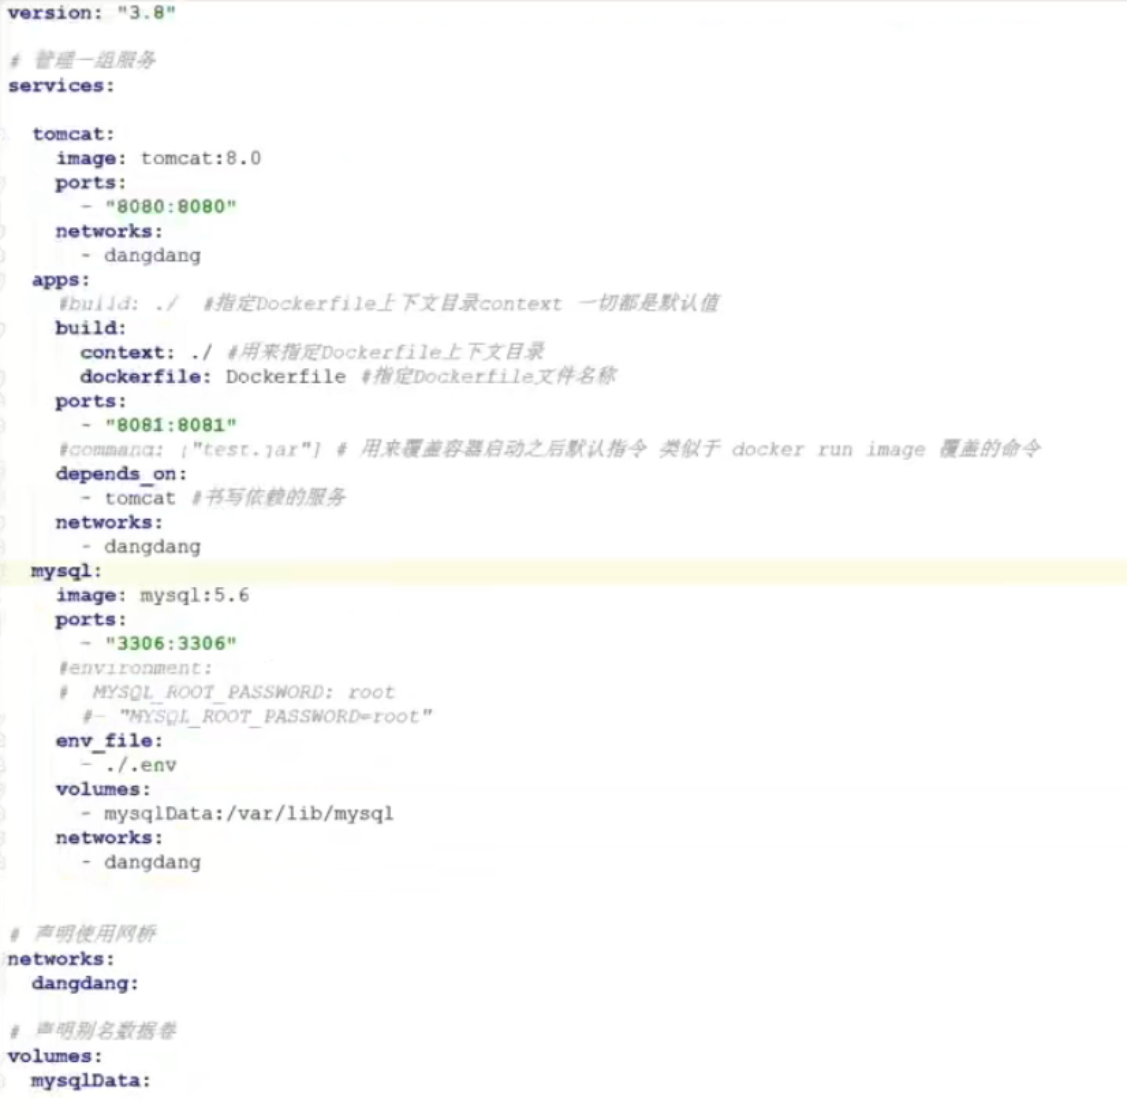 version: "3.8"
# 管理一组服务
services:
  tomcat:
    image: tomcat:8.0
    ports:
      - "8080:8080"
    networks:
      - dangdang
  apps:
    #build: ./  #指定Dockerfile上下文目录context 一切都是默认值
    build:
      context: ./ #用来指定Dockerfile上下文目录
      dockerfile: Dockerfile #指定Dockerfile文件名称
    ports:
      - "8081:8081"
    #command: ["test.jar"] # 用来覆盖容器启动之后默认指令 类似于 docker run image 覆盖的命令
    depends_on:
      - tomcat #书写依赖的服务
    networks:
      - dangdang
  mysql:
    image: mysql:5.6
    ports:
      - "3306:3306"
    #environment:
    #  MYSQL_ROOT_PASSWORD: root
      #- "MYSQL_ROOT_PASSWORD=root"
    env_file:
      - ./.env
    volumes:
      - mysqlData:/var/lib/mysql
    networks:
      - dangdang
# 声明使用网桥
networks:
  dangdang:
# 声明别名数据卷
volumes:
  mysqlData: